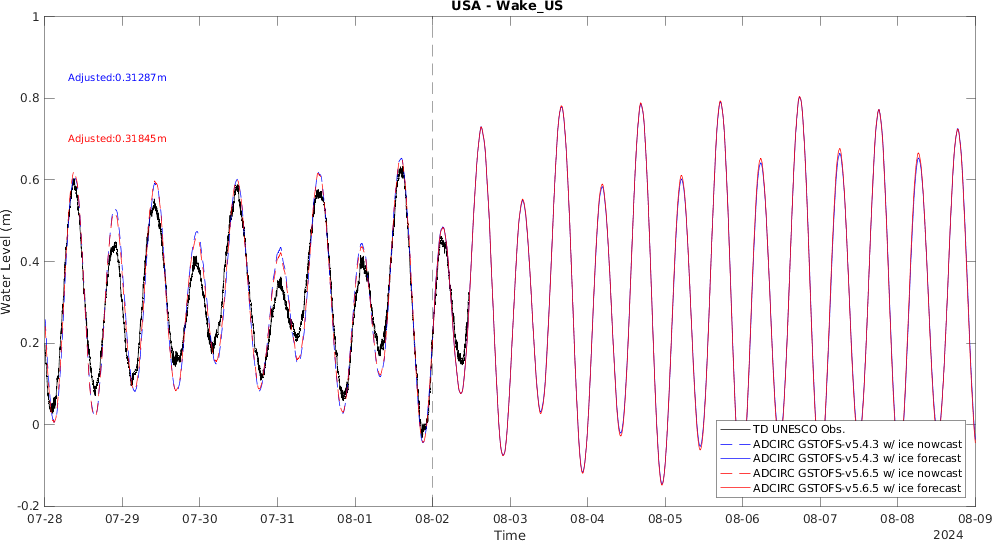 USA - Wake_US
Adjusted:0.31287m
Adjusted:0.31845m
Water Level (m)
1
0.8
0.6
0.4
0.2
0
-0.2
TD UNESCO Obs.
ADCIRC GSTOFS-v5.4.3 w/ ice nowcast
ADCIRC GSTOFS-v5.4.3 w/ ice forecast
ADCIRC GSTOFS-v5.6.5 w/ ice nowcast
ADCIRC GSTOFS-v5.6.5 w/ ice forecast
07-28 07-29 07-30 07-31 08-01 08-02 08-03 08-04 08-05 08-06 08-07 08-08 08-09
Time
2024